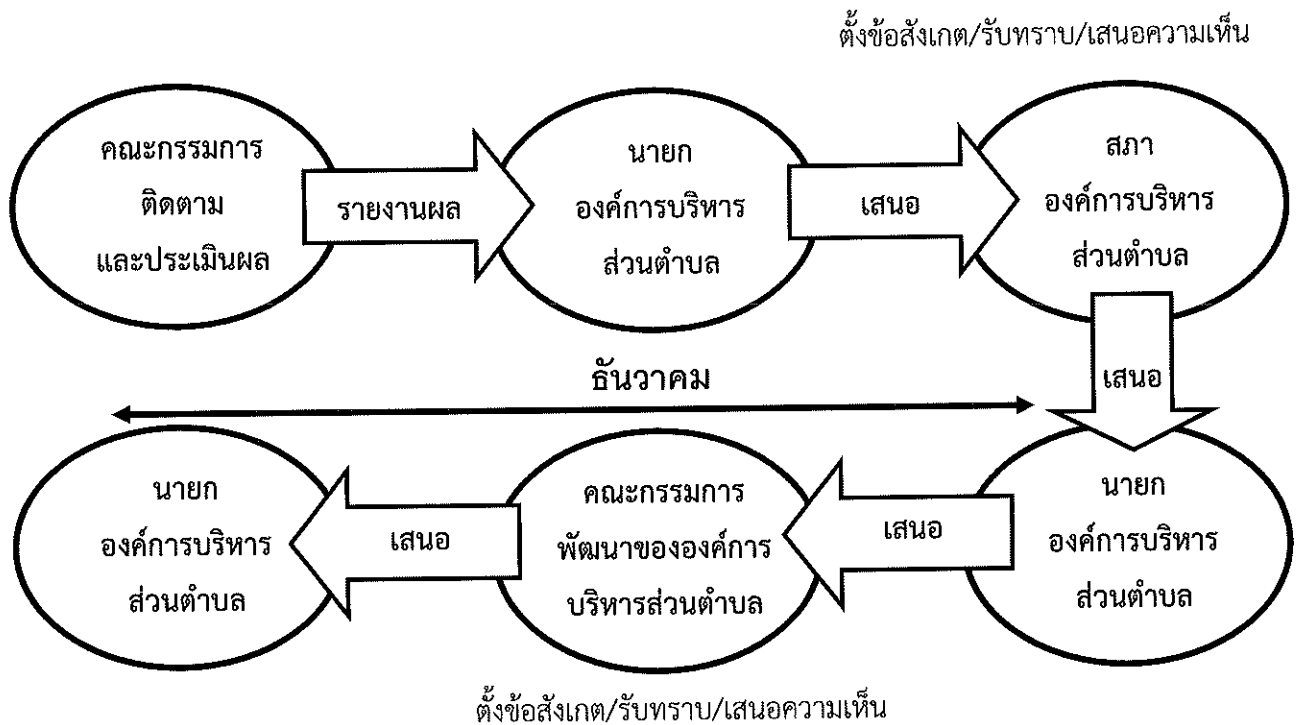 ตั้งข้อสังเกต/รับทราบ/เสนอความเห็น
คณะกรรมการ
ติดตาม
และประเมินผล
รายงานผล
นายก
องค์การบริหาร
ส่วนตำบล
เสนอ
สภา
องค์การบริหาร
ส่วนตำบล
เสนอ
ธันวาคม
นายก
องค์การบริหาร
ส่วนตำบล
เสนอ
คณะกรรมการ
พัฒนาขององค์การ
บริหารส่วนตำบล
เสนอ
นายก
องค์การบริหาร
ส่วนตำบล
ตั้งข้อสังเกต/รับทราบ/เสนอความเห็น